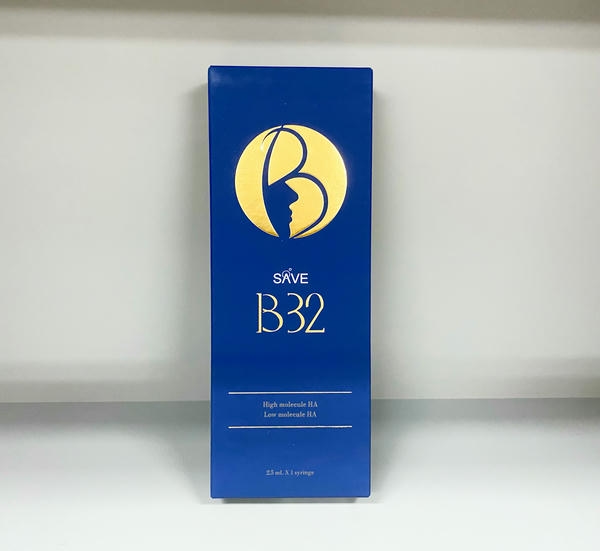 B
SAVE
B32
High molecule HA
Low molecule HA
2.5 mL X 1 syringe